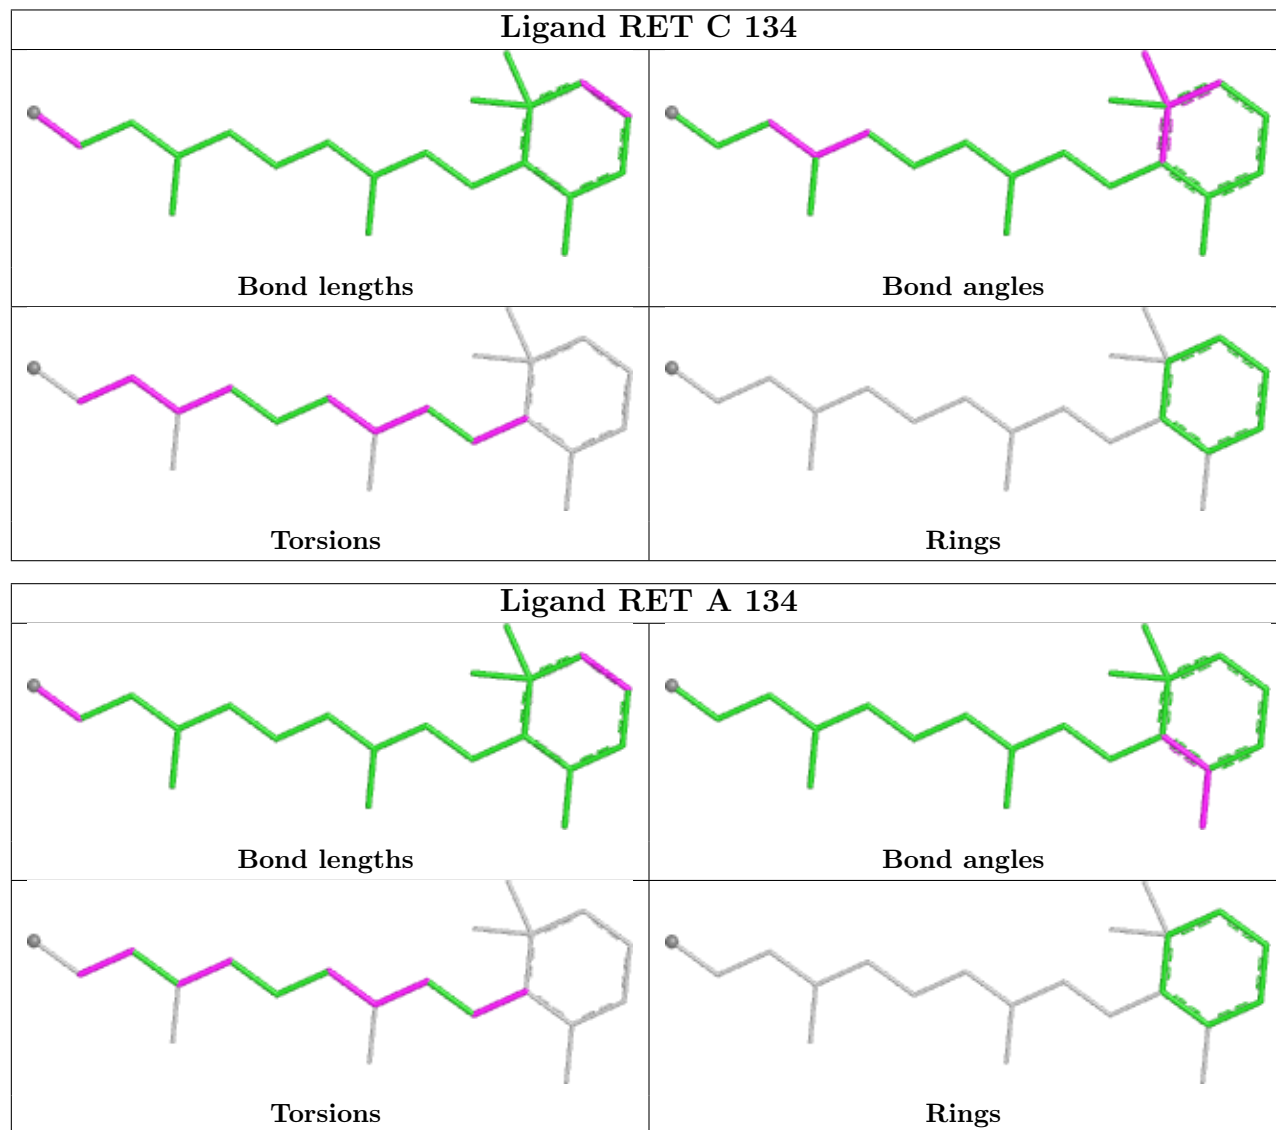 Ligand RET C 134
Bond lengths
Bond angles
Torsions
Rings
Ligand RET A 134
Bond lengths
Bond angles
Torsions
Rings